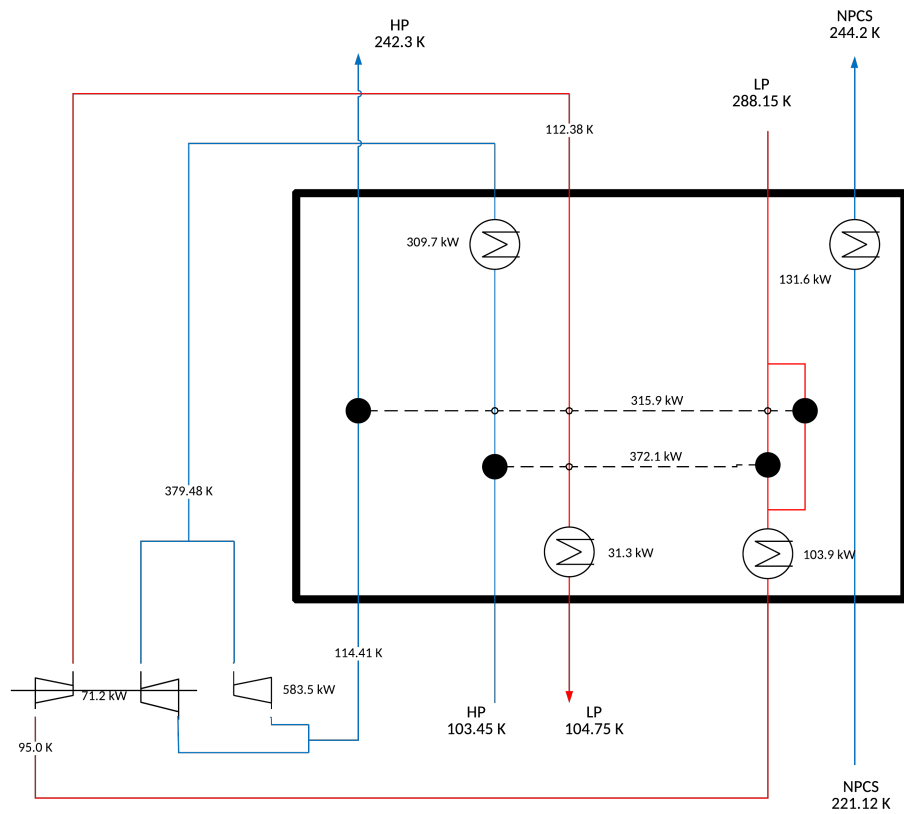 HP
242.3 K
NPCS
244.2 K
LP
288.15 K
112.38 K
309.7 kW
131.6 kW
315.9 kW
372.1 kW
379.48 K
31.3 kW
103.9 kW
114.41 K
71.2 kW
583.5 kW
HP
103.45 K
LP
104.75 K
95.0 K
NPCS
221.12 K